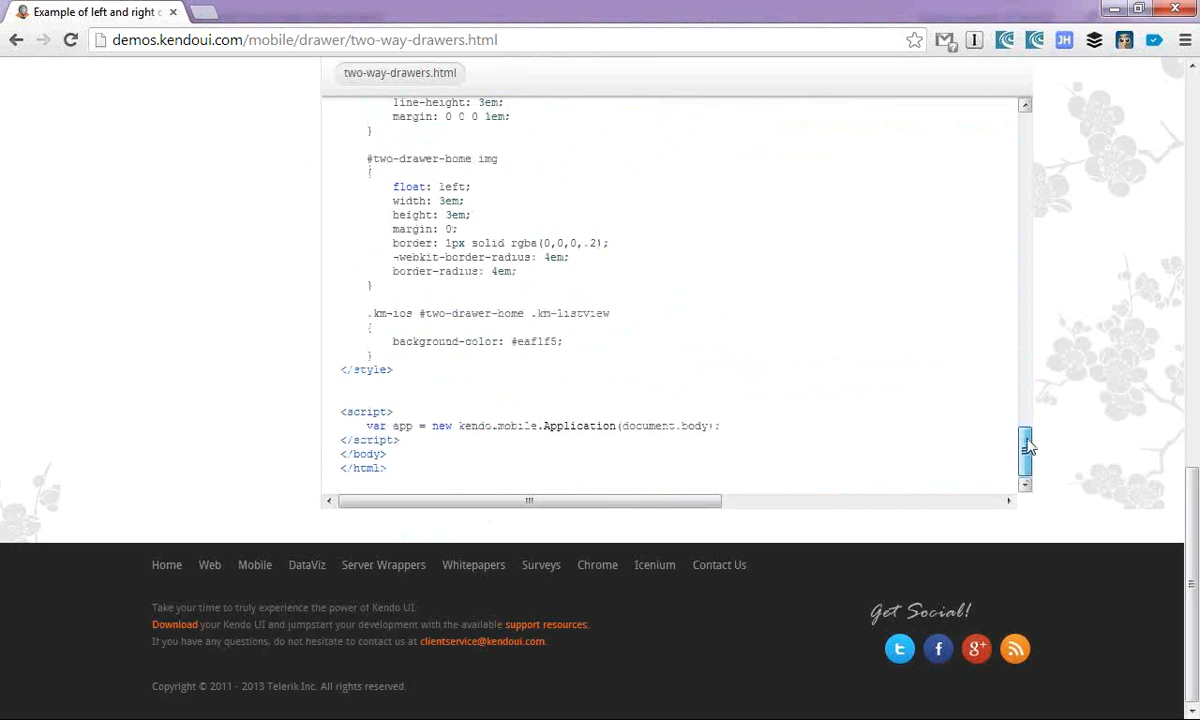 Example of left and right c
demos.kendoui.com/mobile/drawer/two-way-drawers.html
two-way-drawers.html
line-height: 3em;
margin: 0 0 0 1em;
}
#two-drawer-home img
{
float: left;
width: 3em;
height: 3em;
margin: 0;
border: 1px solid rgba(0,0,0,.2);
-webkit-border-radius: 4em;
border-radius: 4em;
}
.km-ios #two-drawer-home .km-listview
{
background-color: #eaf1f5;
}
</style>
<script>
var app = new kendo.mobile.Application(document.body);
</script>
</body>
</html>
Home Web Mobile DataViz Server Wrappers Whitepapers Surveys Chrome Icenium Contact Us
Take your time to truly experience the power of Kendo UI.
Download your Kendo UI and jumpstart your development with the available support resources.
If you have any questions, do not hesitate to contact us at clientservice@kendoui.com.
Get Social!
Copyright © 2011 - 2013 Telerik Inc. All rights reserved.